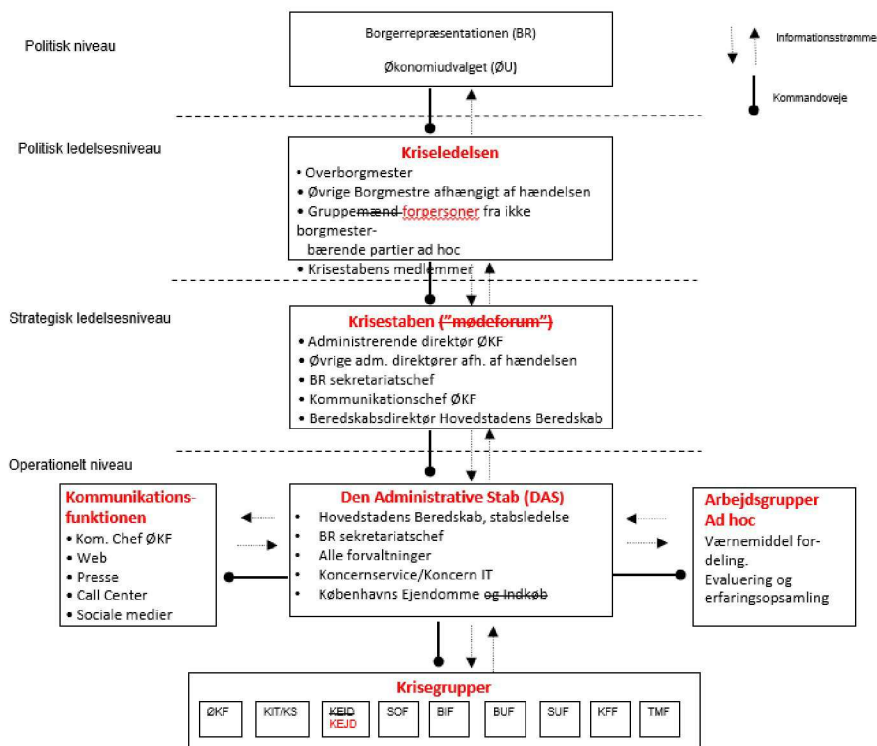 Politisk niveau
Borgerrepræsentationen (BR)
Økonomiudvalget (ØU)
Informationsstrømme
Kommandoveje
Politisk ledelsesniveau
Kriseledelsen
• Overborgmester
• Øvrige Borgmestre afhængigt af hændelsen
• Gruppemænd forpersoner fra ikke
borgmester-
bærende partier ad hoc
• Krisestabens medlemmer
Strategisk ledelsesniveau
Krisestaben ("mødeforum")
• Administrerende direktør ØKF
• Øvrige adm. direktører afh. af hændelsen
• BR sekretariatschef
• Kommunikationschef ØKF
• Beredskabsdirektør Hovedstadens Beredskab
Operationelt niveau
Kommunikations-
funktionen
• Kom. Chef ØKF
• Web
• Presse
• Call Center
• Sociale medier
Den Administrative Stab (DAS)
• Hovedstadens Beredskab, stabsledelse
• BR sekretariatschef
• Alle forvaltninger
• Koncernservice/Koncern IT
• Københavns Ejendomme og Indkøb
Arbejdsgrupper
Ad hoc
Værnemiddel for-
deling.
Evaluering og
erfaringsopsamling
Krisegrupper
ØKF
KIT/KS
KEID
KEJD
SOF
BIF
BUF
SUF
KFF
TMF